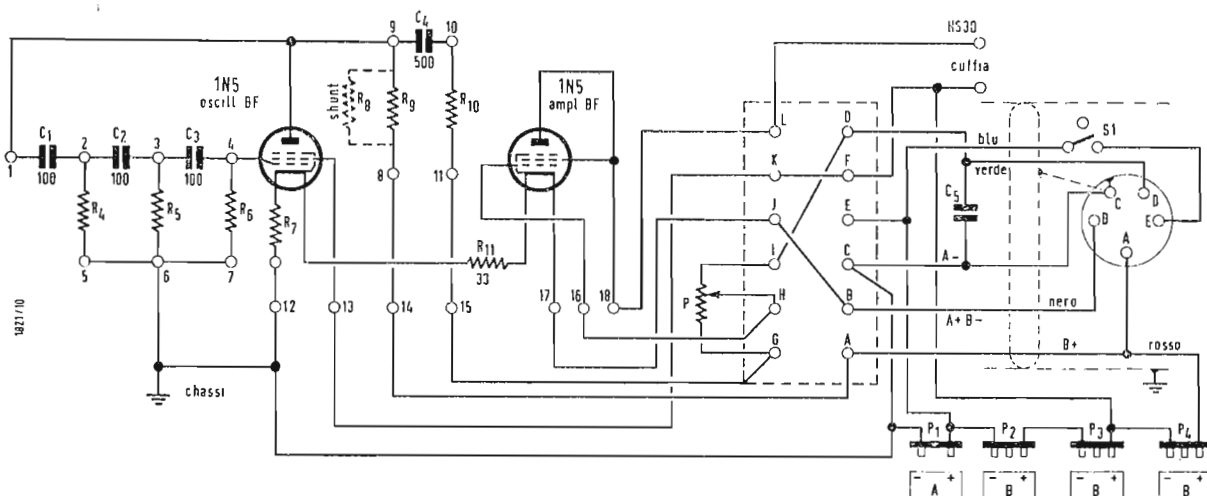 9
C4
10
500
HS30
cuffia
1N5
oscill BF
shunt
R8
R9
R10
1N5
ampl BF
L
D
blu
S1
C1
2
C2
3
C3
4
1
100
100
100
K
F
verde
C
D
8
11
C5
B
E
R4
R5
R6
R7
J
E
A
R11
33
I
C
A-
5
6
7
P
H
B
nero
12
13
14
15
17
16
18
A+ B-
G
A
B+
rosso
1821/10
chassi
P1
P2
P3
P4
- +
- +
- +
- +
A
B
B
B